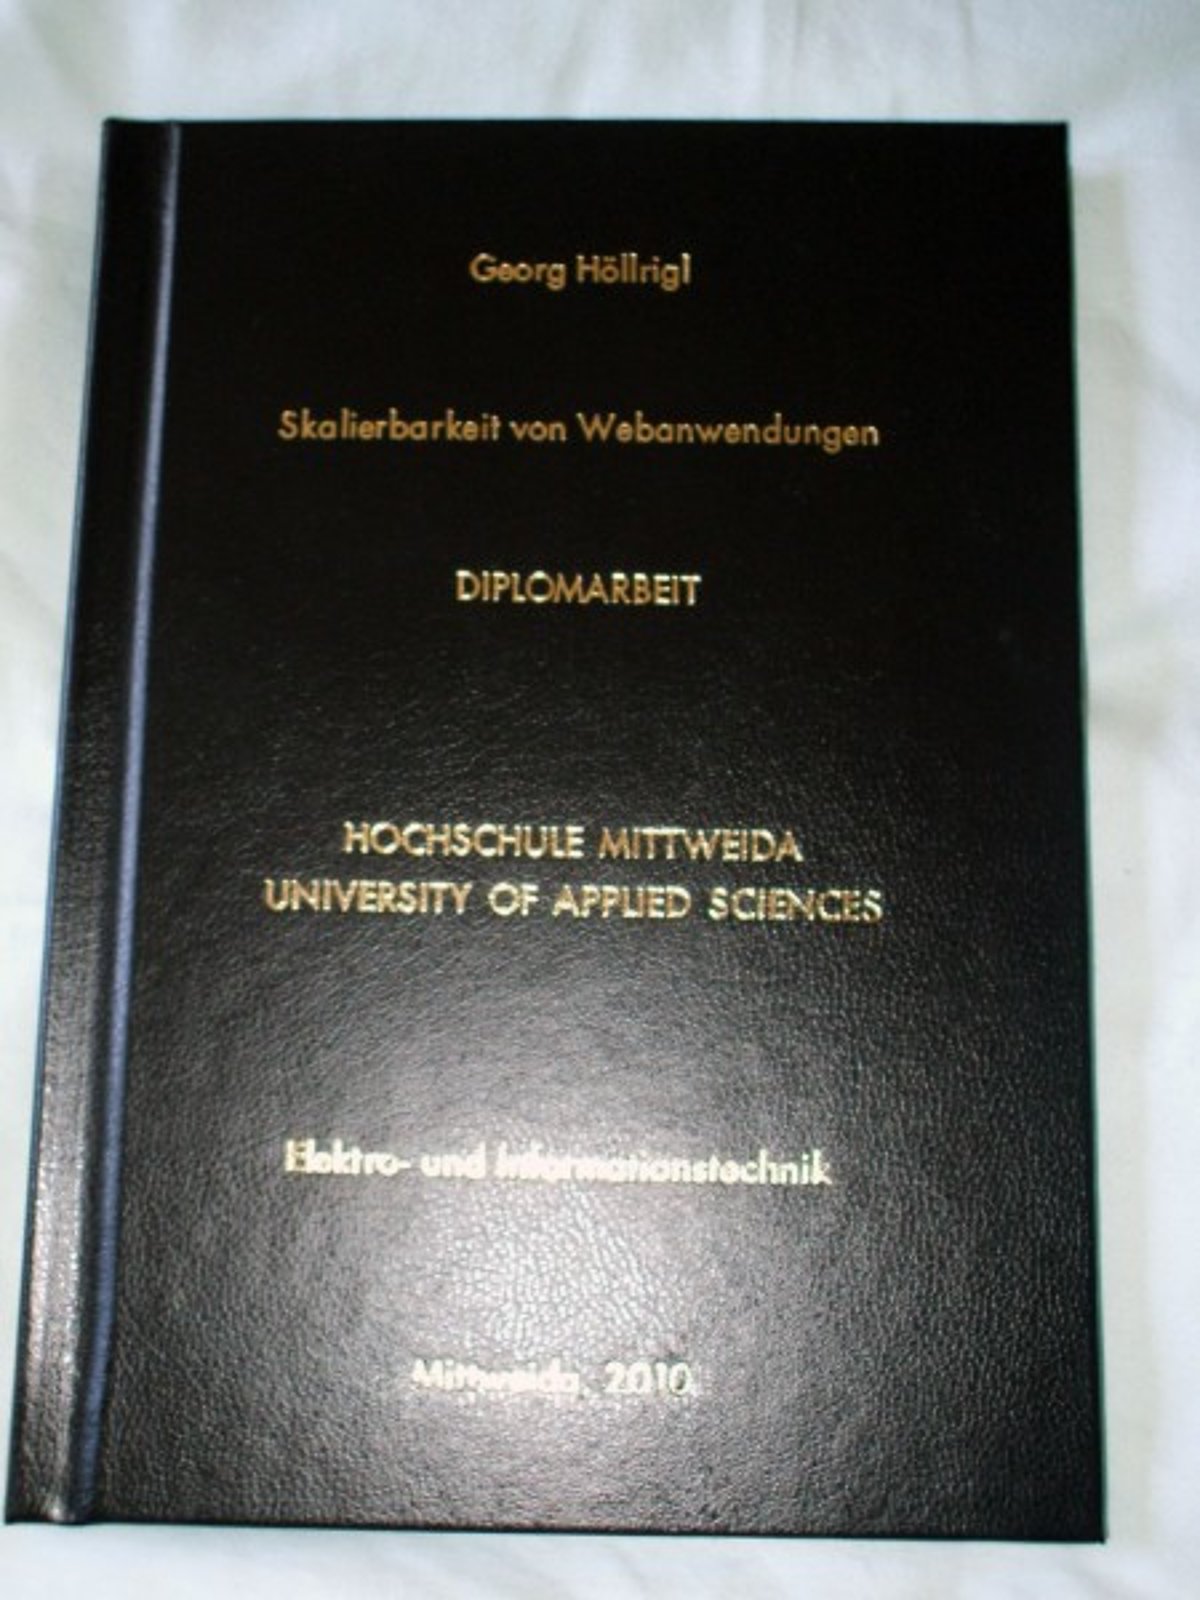 Georg Höllrigl
Skalierbarkeit von Webanwendungen
DIPLOMARBEIT
HOCHSCHULE MITTWEIDA
UNIVERSITY OF APPLIED SCIENCES
Elektro- und Informationstechnik
Mittweida, 2010